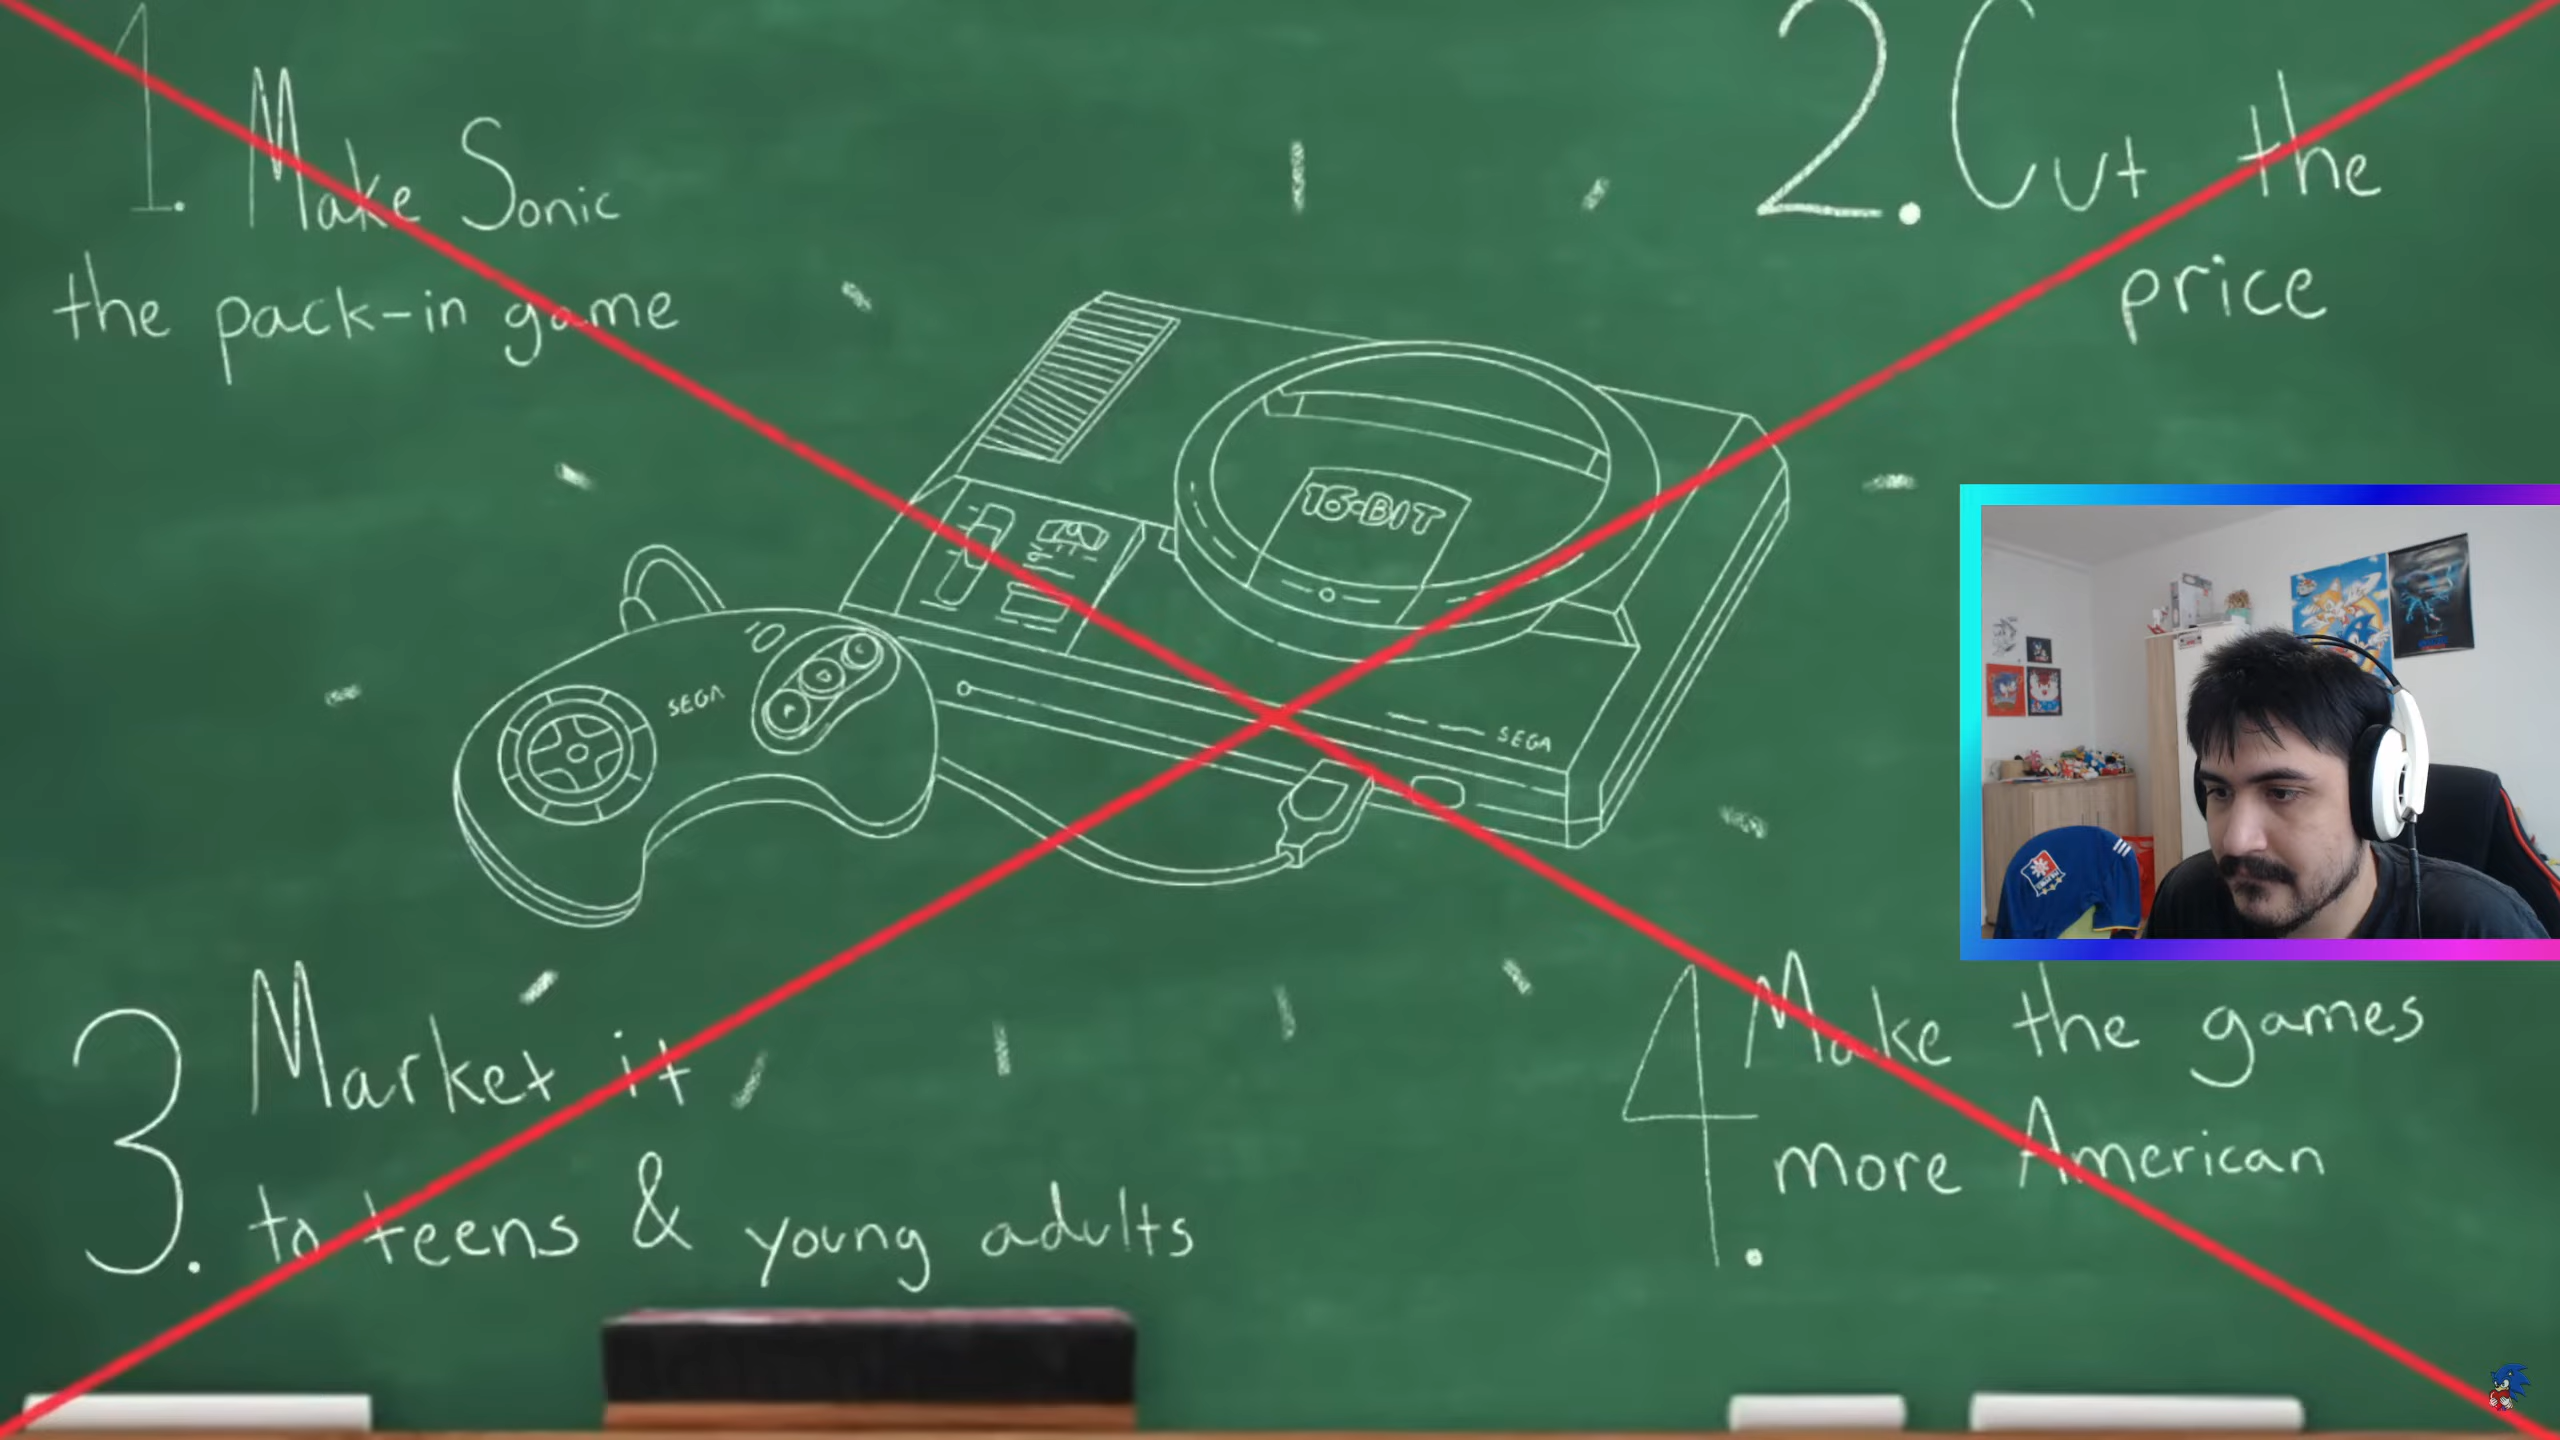 1. Make Sonic
the pack-in game
2. Cut the
price
16-BIT
SEGA
SEGA
3. Market it
to teens & young adults
4. Make the games
more American